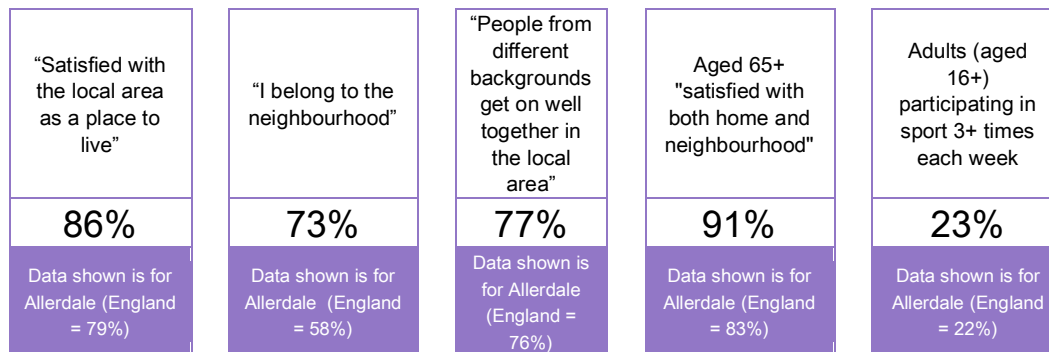 “Satisfied with
the local area
as a place to
live”
86%
Data shown is for
Allerdale (England
= 79%)
“I belong to the
neighbourhood”
73%
Data shown is for
Allerdale (England
= 58%)
“People from
different
backgrounds
get on well
together in
the local
area”
77%
Data shown is
for Allerdale
(England =
76%)
Aged 65+
"satisfied with
both home and
neighbourhood"
91%
Data shown is for
Allerdale (England
= 83%)
Adults (aged
16+)
participating in
sport 3+ times
each week
23%
Data shown is for
Allerdale (England
= 22%)